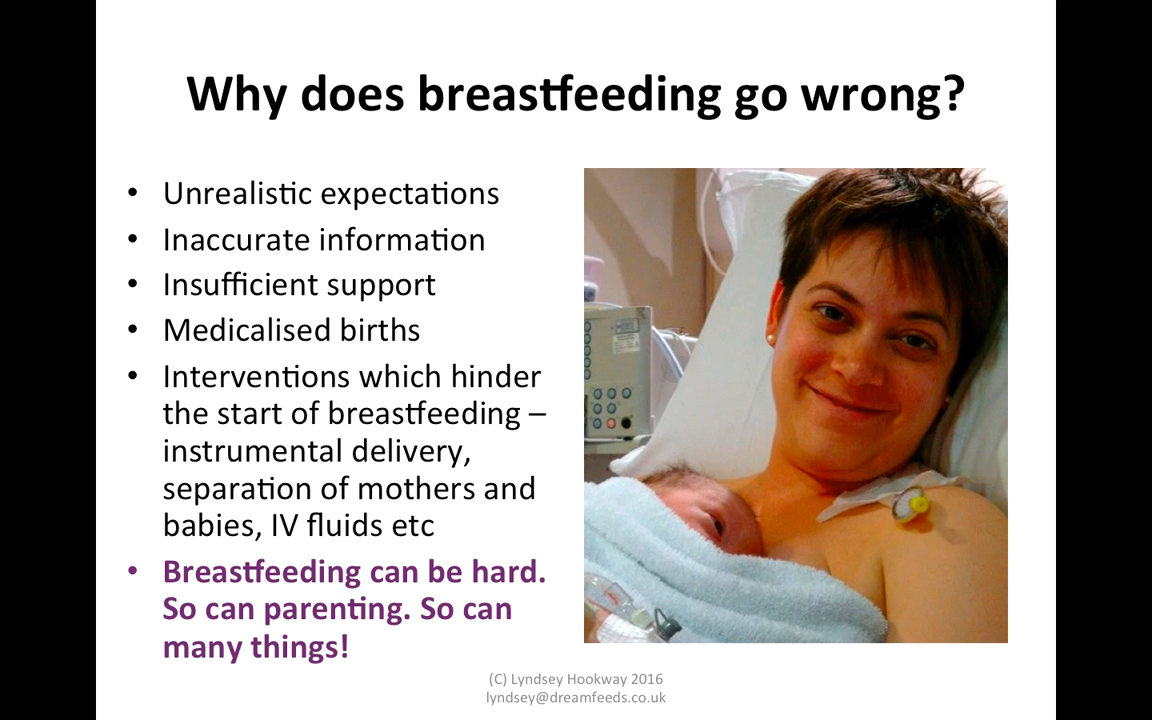 Why does breastfeeding go wrong?
• Unrealistic expectations
• Inaccurate information
• Insufficient support
• Medicalised births
• Interventions which hinder
the start of breastfeeding –
instrumental delivery,
separation of mothers and
babies, IV fluids etc
• Breastfeeding can be hard.
So can parenting. So can
many things!
(C) Lyndsey Hookway 2016
lyndsey@dreamfeeds.co.uk